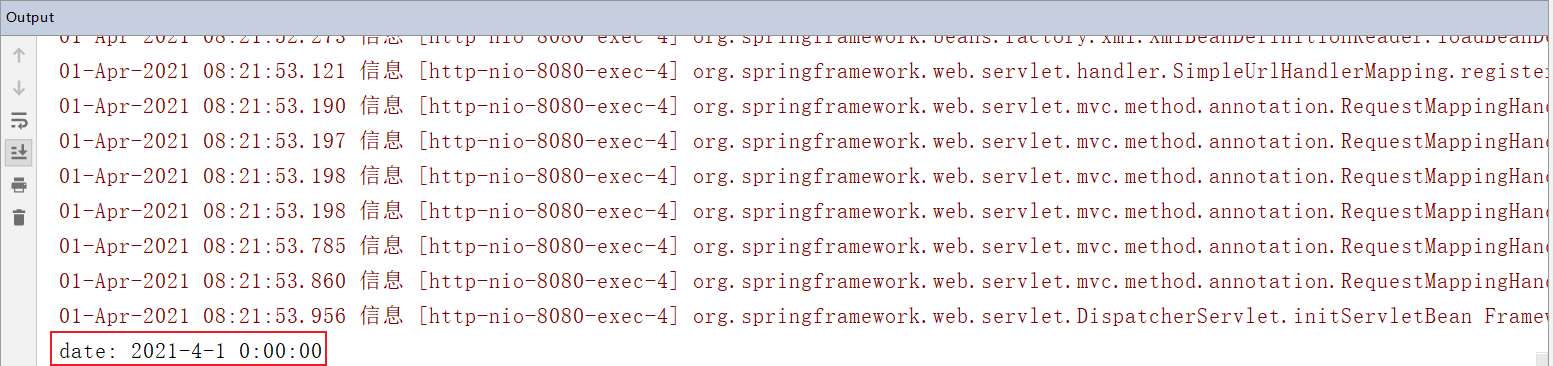 Output
01-Apr-2021 08:21:52.273 信息 [http-nio-8080-exec-4] org.springframework.beans.factory.xml.XmlBeanDefinitionReader.loadBeanDe
01-Apr-2021 08:21:53.121 信息 [http-nio-8080-exec-4] org.springframework.web.servlet.handler.SimpleUrlHandlerMapping.registe
01-Apr-2021 08:21:53.190 信息 [http-nio-8080-exec-4] org.springframework.web.servlet.mvc.method.annotation.RequestMappingHan
01-Apr-2021 08:21:53.197 信息 [http-nio-8080-exec-4] org.springframework.web.servlet.mvc.method.annotation.RequestMappingHan
01-Apr-2021 08:21:53.198 信息 [http-nio-8080-exec-4] org.springframework.web.servlet.mvc.method.annotation.RequestMappingHan
01-Apr-2021 08:21:53.198 信息 [http-nio-8080-exec-4] org.springframework.web.servlet.mvc.method.annotation.RequestMappingHan
01-Apr-2021 08:21:53.785 信息 [http-nio-8080-exec-4] org.springframework.web.servlet.mvc.method.annotation.RequestMappingHan
01-Apr-2021 08:21:53.860 信息 [http-nio-8080-exec-4] org.springframework.web.servlet.mvc.method.annotation.RequestMappingHan
01-Apr-2021 08:21:53.956 信息 [http-nio-8080-exec-4] org.springframework.web.servlet.DispatcherServlet.initServletBean Framew
date: 2021-4-1 0:00:00